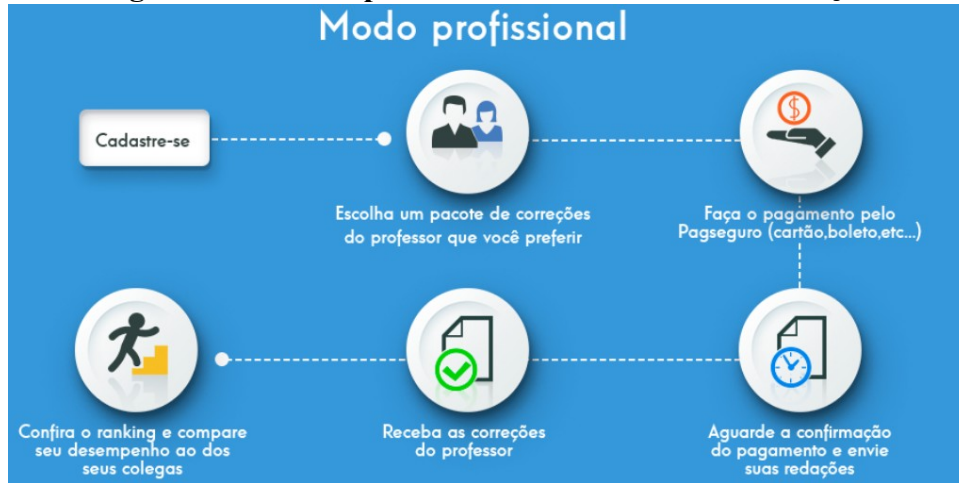 Modo profissional
Cadastre-se
Escolha um pacote de correções
do professor que você preferir
Faça o pagamento pelo
Pagseguro (cartão,boleto,etc...)
Confira o ranking e compare
seu desempenho ao dos
seus colegas
Receba as correções
do professor
Aguarde a confirmação
do pagamento e envie
suas redações